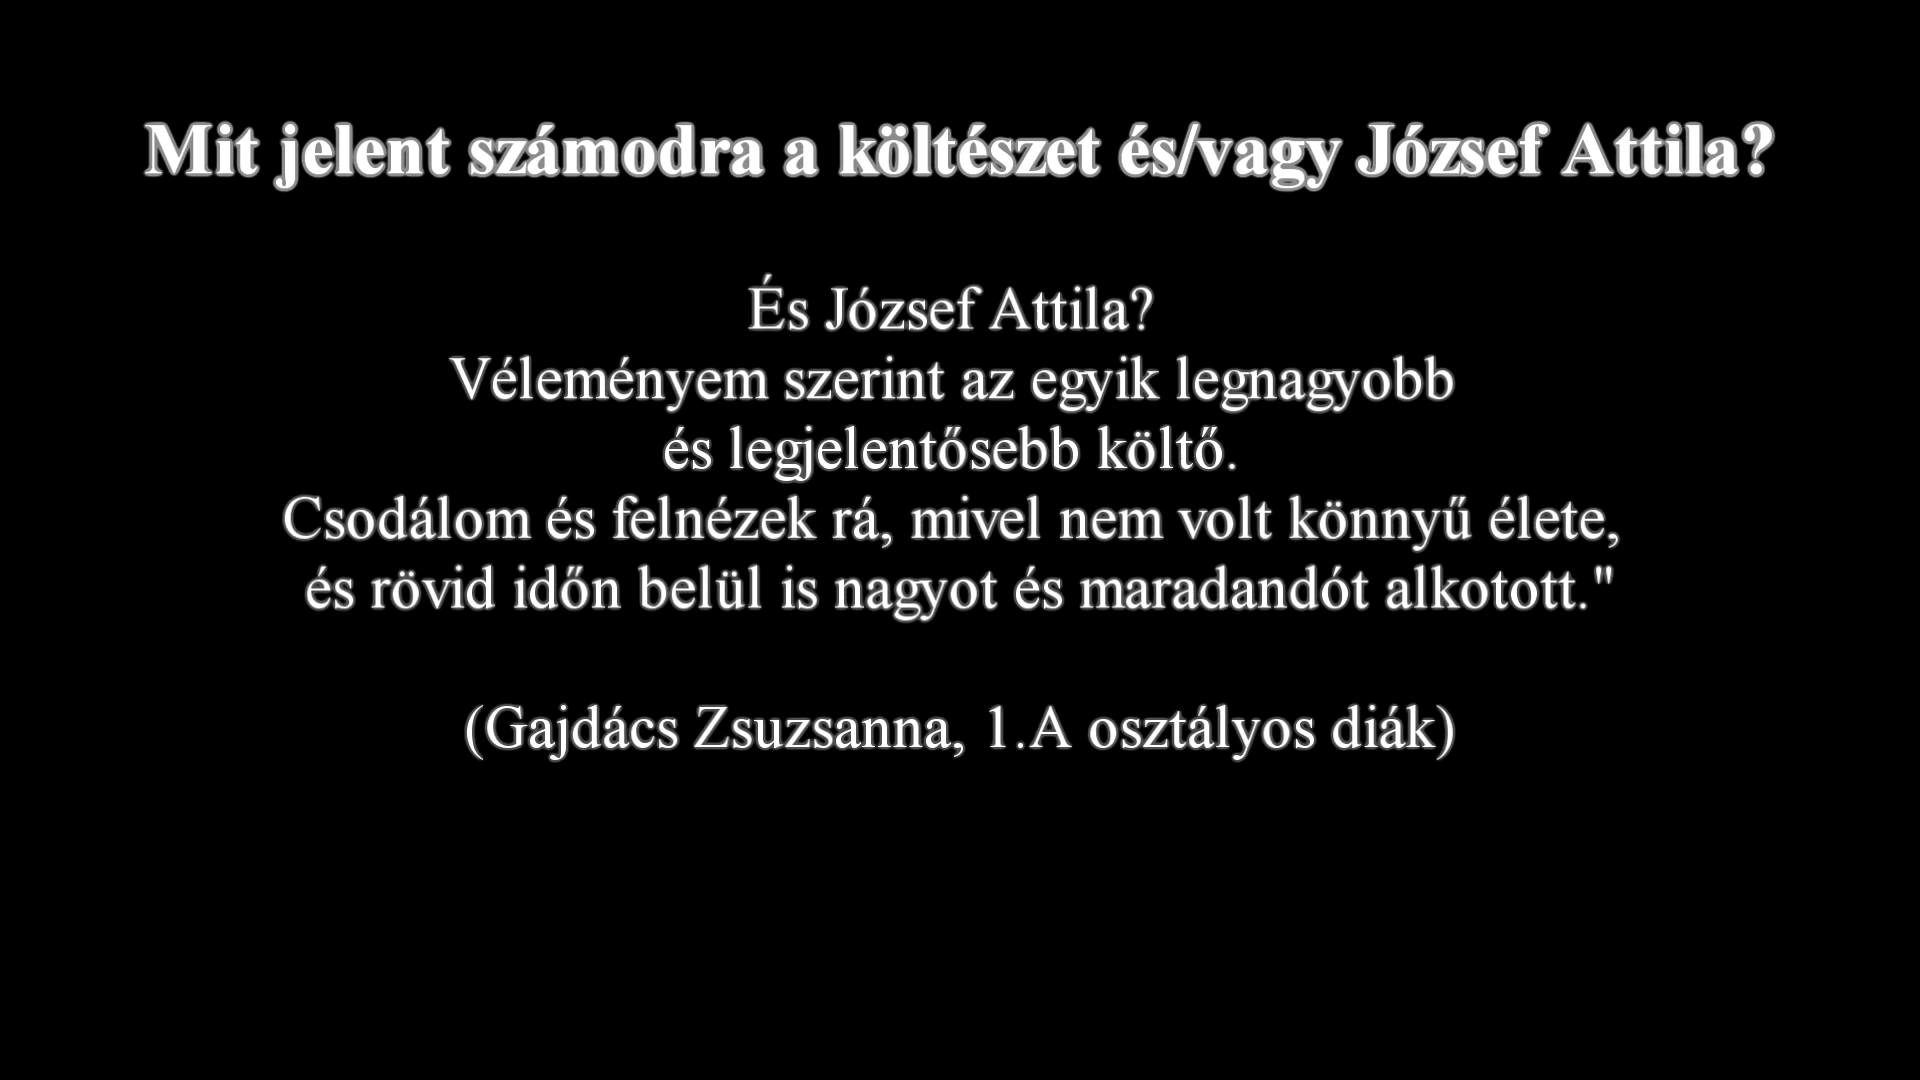 Mit jelent számodra a költészet és/vagy József Attila?
És József Attila?
Véleményem szerint az egyik legnagyobb
és legjelentősebb költő.
Csodálom és felnézek rá, mivel nem volt könnyű élete,
és rövid időn belül is nagyot és maradandót alkotott."
(Gajdács Zsuzsanna, 1.A osztályos diák)